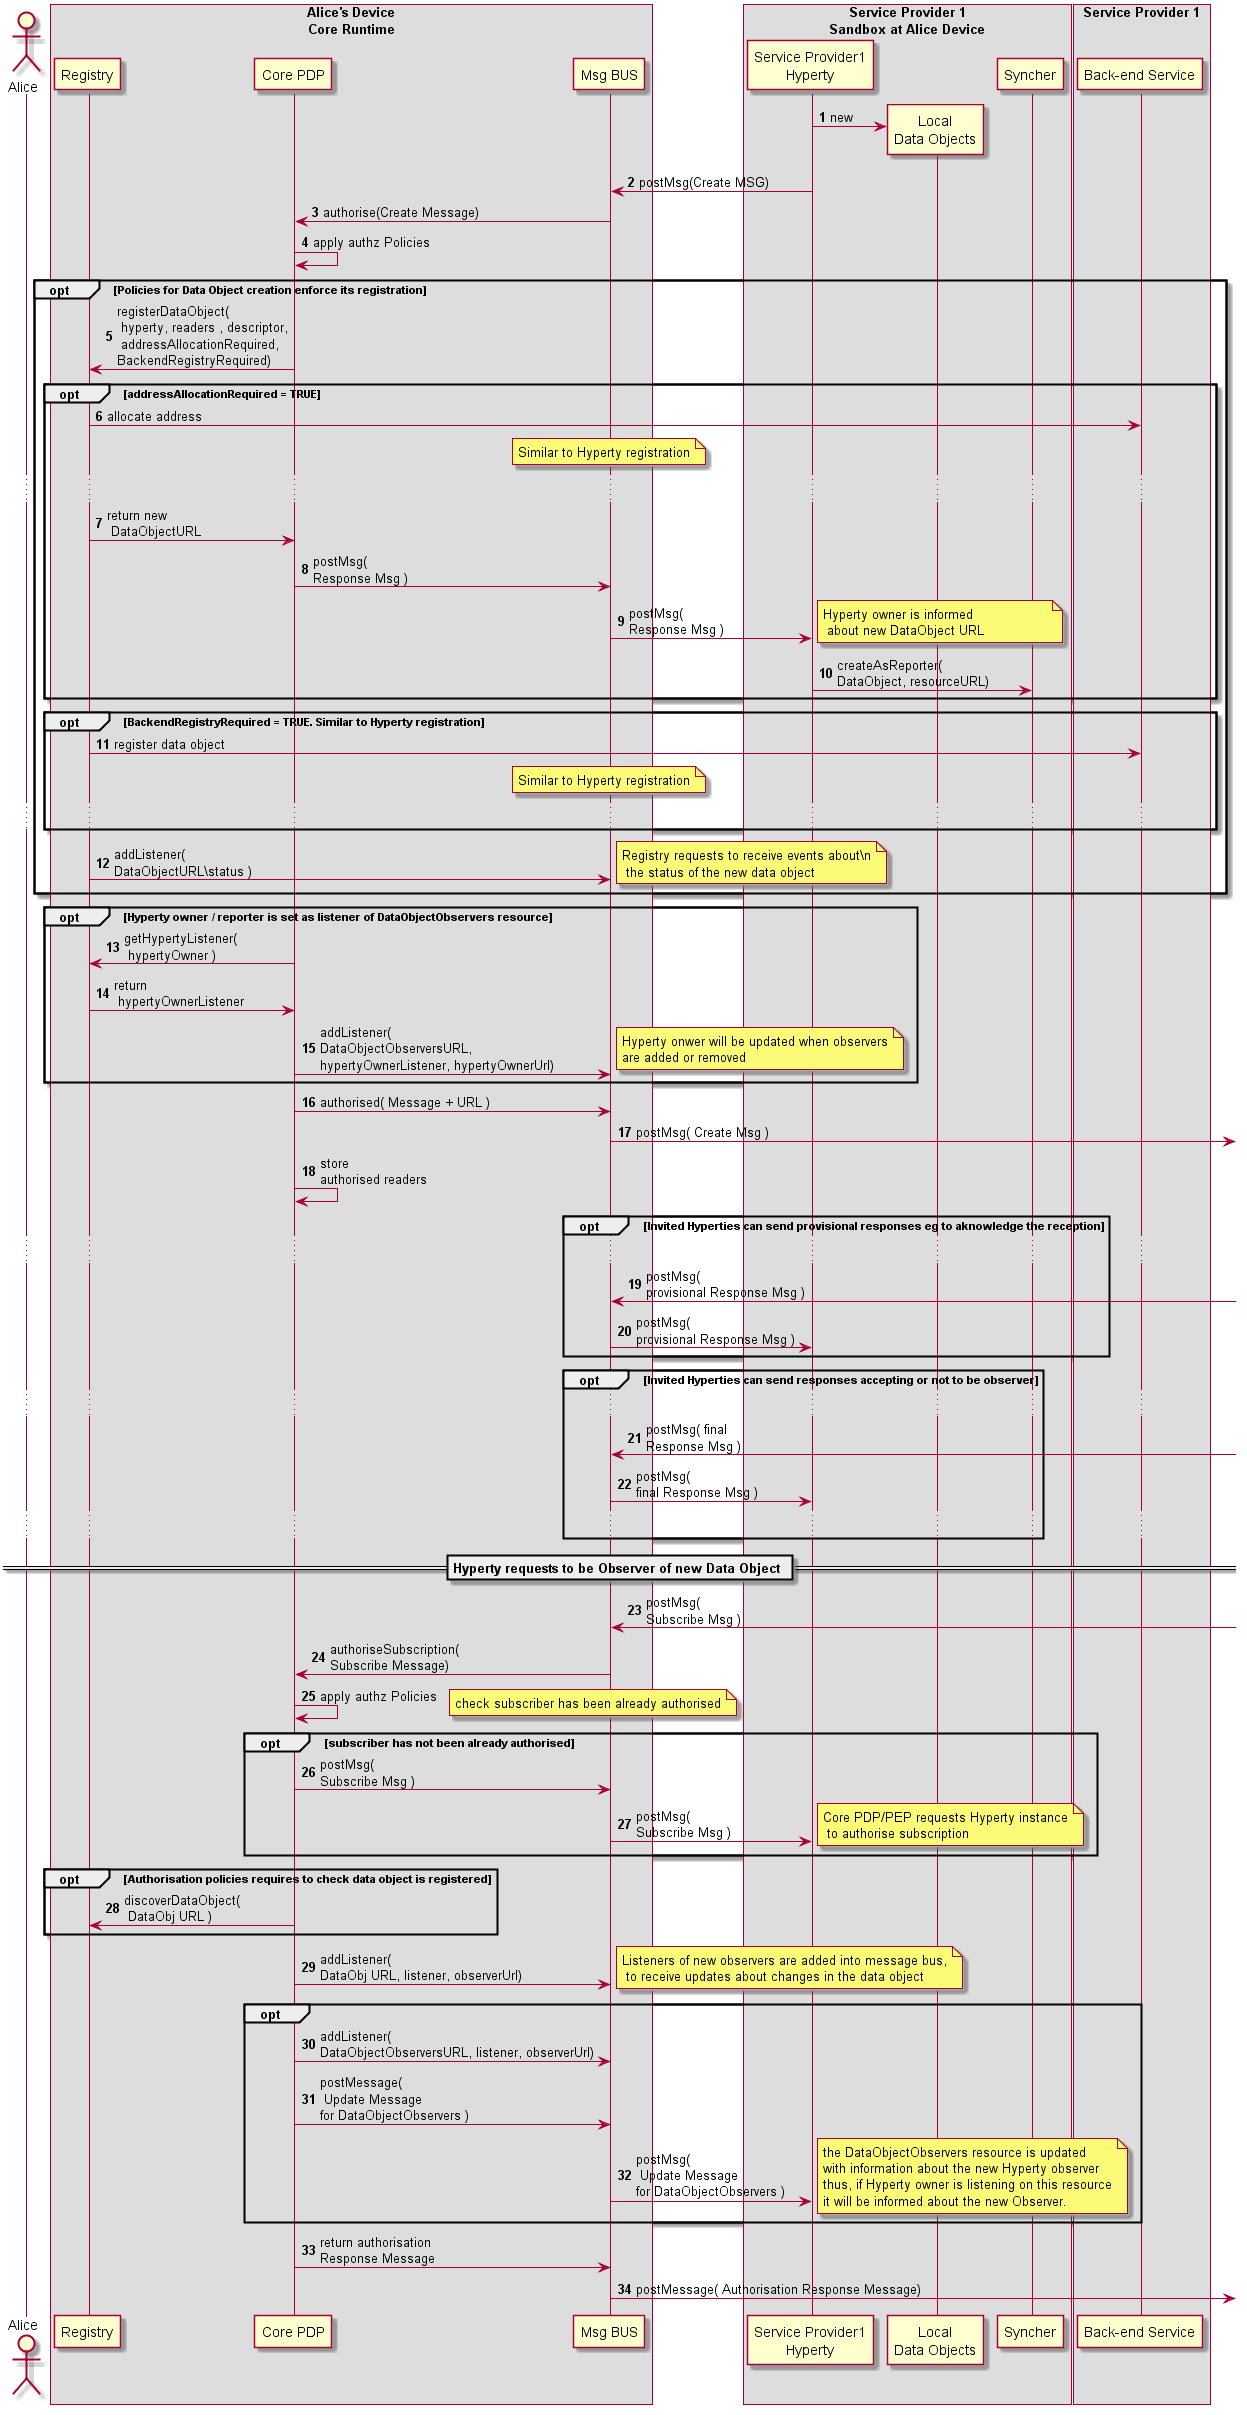 Alice's Device
Core Runtime
Service Provider 1
Sandbox at Alice Device
Service Provider 1
Alice
Registry
Core PDP
Msg BUS
Service Provider1
Hyperty
Syncher
Back-end Service
1 new
Local
Data Objects
2 postMsg(Create MSG)
3 authorise(Create Message)
4 apply authz Policies
opt [Policies for Data Object creation enforce its registration]
5 registerDataObject(
hyperty, readers , descriptor,
addressAllocationRequired,
BackendRegistryRequired)
opt [addressAllocationRequired = TRUE]
6 allocate address
Similar to Hyperty registration
7 return new
DataObjectURL
8 postMsg(
Response Msg )
9 postMsg(
Response Msg )
Hyperty owner is informed
about new DataObject URL
10 createAsReporter(
DataObject, resourceURL)
opt [BackendRegistryRequired = TRUE. Similar to Hyperty registration]
11 register data object
Similar to Hyperty registration
12 addListener(
DataObjectURL\status )
Registry requests to receive events about\n
the status of the new data object
opt [Hyperty owner / reporter is set as listener of DataObjectObservers resource]
13 getHypertyListener(
hypertyOwner )
14 return
hypertyOwnerListener
15 addListener(
DataObjectObserversURL,
hypertyOwnerListener, hypertyOwnerUrl)
Hyperty onwer will be updated when observers
are added or removed
16 authorised( Message + URL )
17 postMsg( Create Msg )
18 store
authorised readers
opt [Invited Hyperties can send provisional responses eg to aknowledge the reception]
19 postMsg(
provisional Response Msg )
20 postMsg(
provisional Response Msg )
opt [Invited Hyperties can send responses accepting or not to be observer]
21 postMsg( final
Response Msg )
22 postMsg(
final Response Msg )
Hyperty requests to be Observer of new Data Object
23 postMsg(
Subscribe Msg )
24 authoriseSubscription(
Subscribe Message)
25 apply authz Policies
check subscriber has been already authorised
opt [subscriber has not been already authorised]
26 postMsg(
Subscribe Msg )
27 postMsg(
Subscribe Msg )
Core PDP/PEP requests Hyperty instance
to authorise subscription
opt [Authorisation policies requires to check data object is registered]
28 discoverDataObject(
DataObj URL )
29 addListener(
DataObj URL, listener, observerUrl)
Listeners of new observers are added into message bus,
to receive updates about changes in the data object
opt
30 addListener(
DataObjectObserversURL, listener, observerUrl)
31 postMessage(
Update Message
for DataObjectObservers )
32 postMsg(
Update Message
for DataObjectObservers )
the DataObjectObservers resource is updated
with information about the new Hyperty observer
thus, if Hyperty owner is listening on this resource
it will be informed about the new Observer.
33 return authorisation
Response Message
34 postMessage( Authorisation Response Message)
Alice
Registry
Core PDP
Msg BUS
Service Provider1
Hyperty
Local
Data Objects
Syncher
Back-end Service